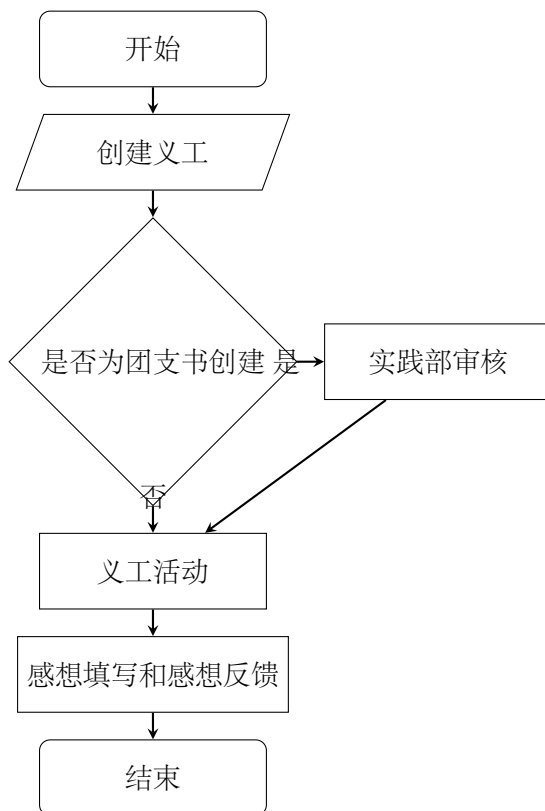 开始
创建义工
是否为团支书创建
是
实践部审核
否
义工活动
感想填写和感想反馈
结束